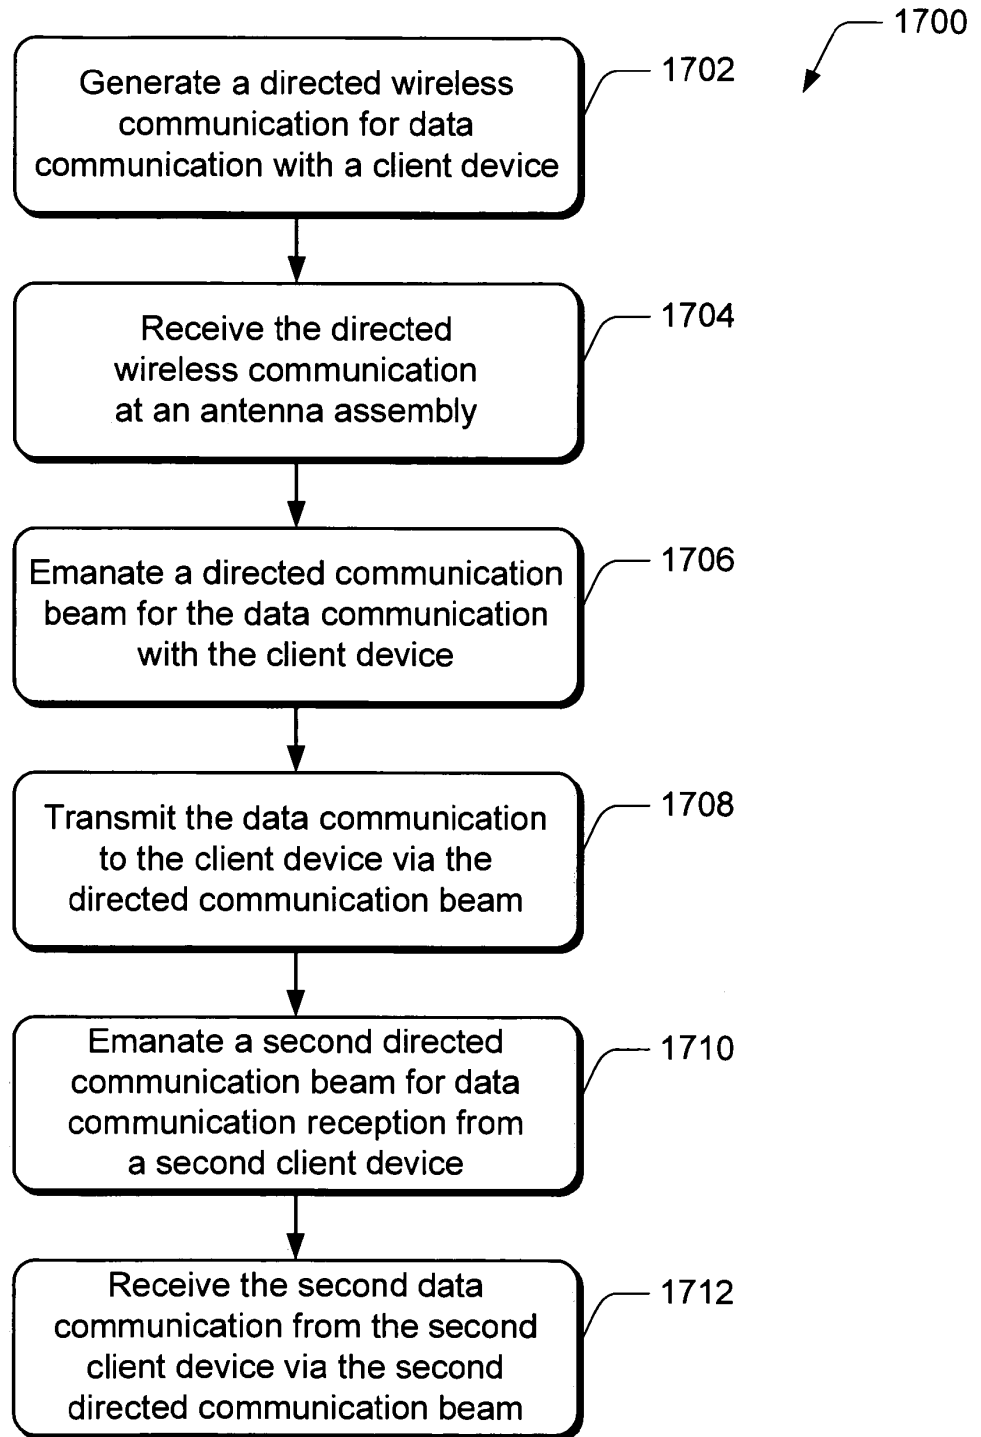 1700
Generate a directed wireless
communication for data
communication with a client device
1702
Receive the directed
wireless communication
at an antenna assembly
1704
Emanate a directed communication
beam for the data communication
with the client device
1706
Transmit the data communication
to the client device via the
directed communication beam
1708
Emanate a second directed
communication beam for data
communication reception from
a second client device
1710
Receive the second data
communication from the second
client device via the second
directed communication beam
1712